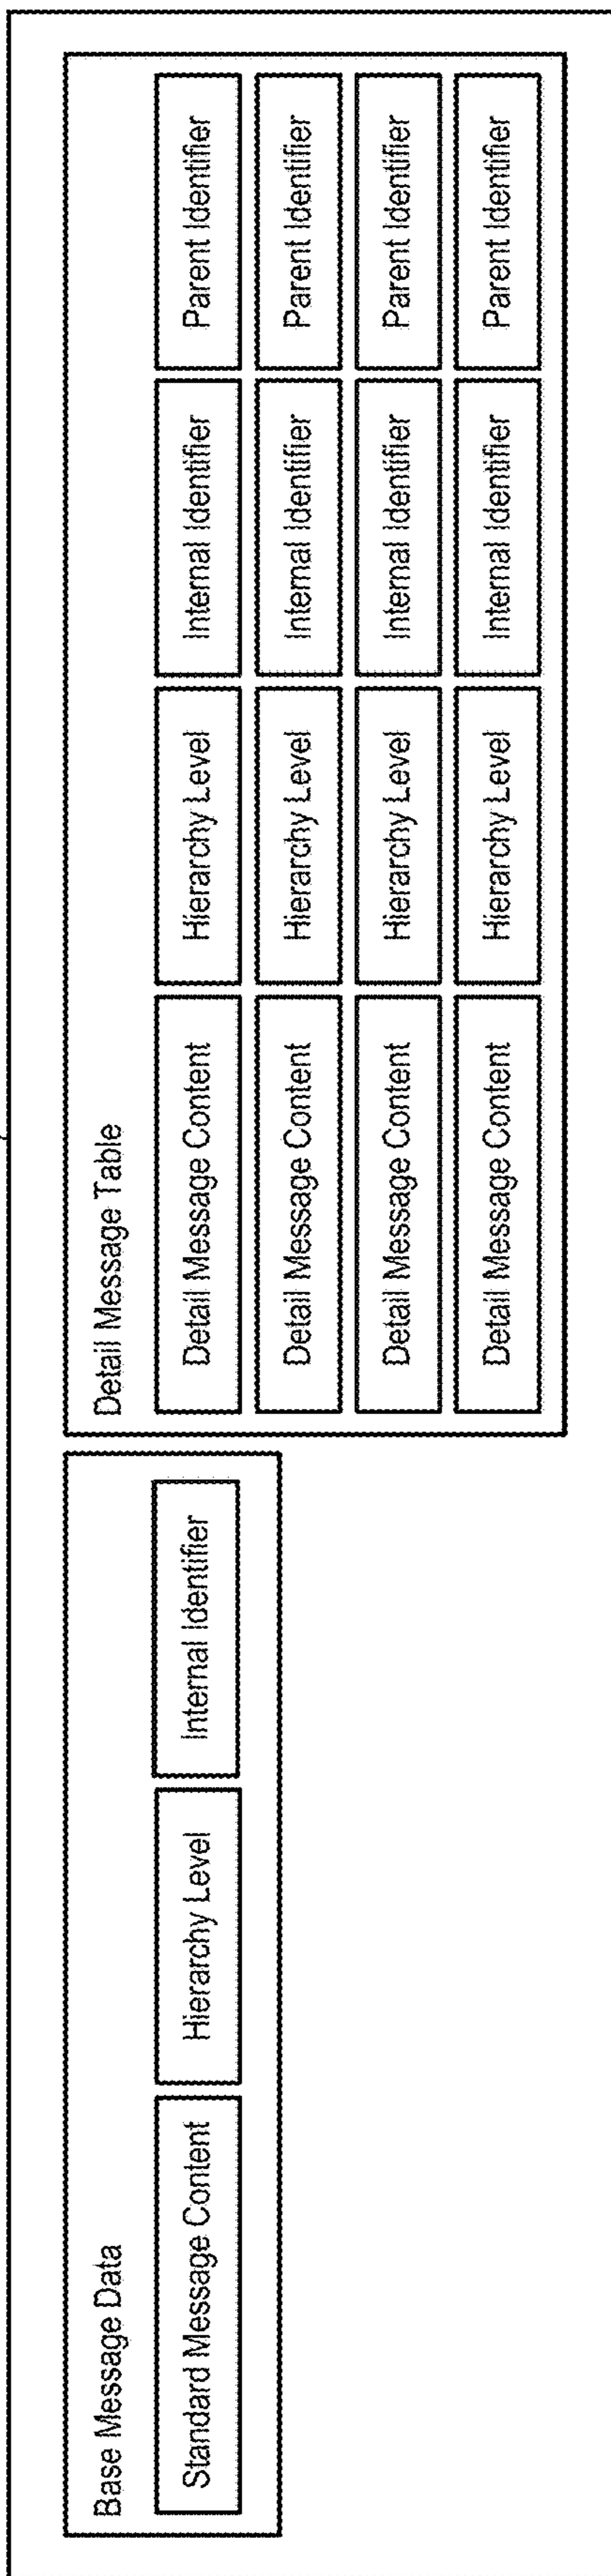 Base Message Data
Standard Message Content
Hierarchy Level
Internal Identifier
Detail Message Table
Detail Message Content
Hierarchy Level
Internal Identifier
Parent Identifier
Detail Message Content
Hierarchy Level
Internal Identifier
Parent Identifier
Detail Message Content
Hierarchy Level
Internal Identifier
Parent Identifier
Detail Message Content
Hierarchy Level
Internal Identifier
Parent Identifier